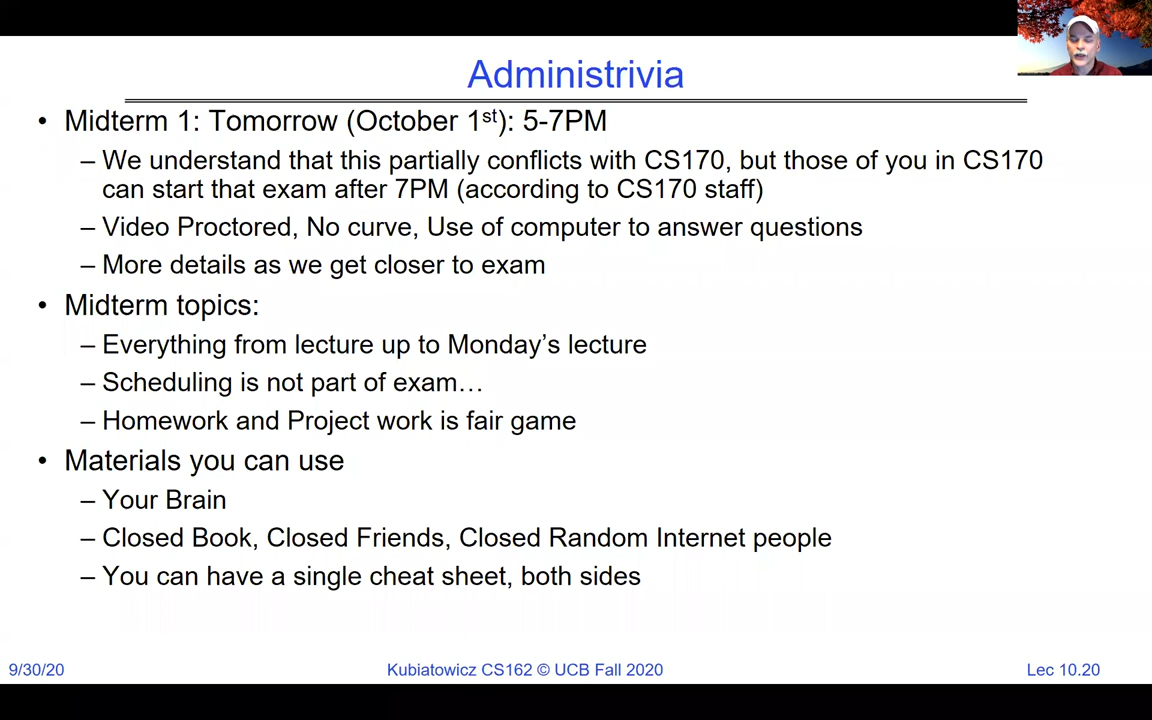 Administrivia
• Midterm 1: Tomorrow (October 1st): 5-7PM
– We understand that this partially conflicts with CS170, but those of you in CS170
can start that exam after 7PM (according to CS170 staff)
– Video Proctored, No curve, Use of computer to answer questions
– More details as we get closer to exam
• Midterm topics:
– Everything from lecture up to Monday’s lecture
– Scheduling is not part of exam…
– Homework and Project work is fair game
• Materials you can use
– Your Brain
– Closed Book, Closed Friends, Closed Random Internet people
– You can have a single cheat sheet, both sides
9/30/20 Kubiatowicz CS162 © UCB Fall 2020 Lec 10.20